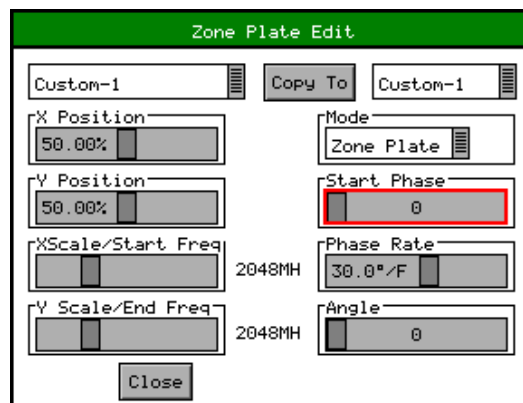 Zone Plate Edit
Custom-1
Copy To
Custom-1
X Position
50.00%
Mode
Zone Plate
Y Position
50.00%
Start Phase
0
XScale/Start Freq
2048MH
Phase Rate
30.0°/F
Y Scale/End Freq
2048MH
Angle
0
Close